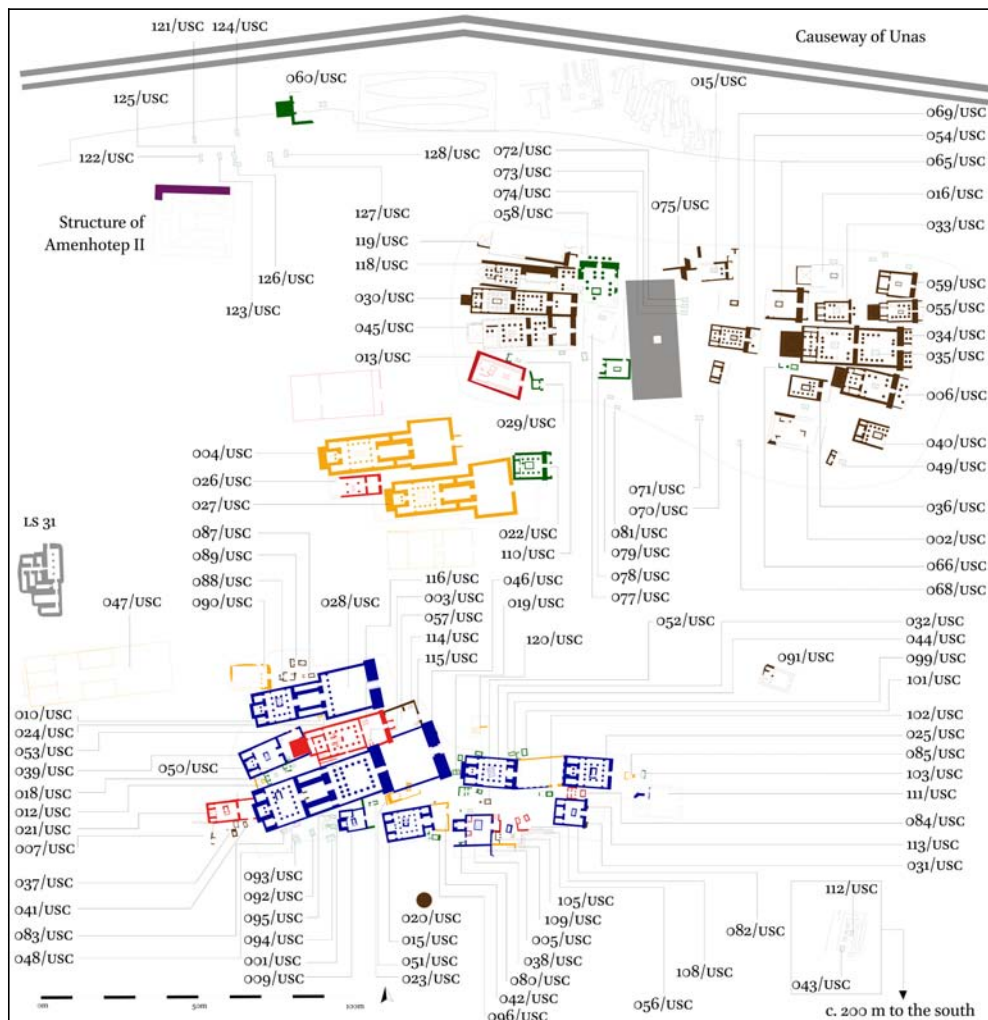 121/USC
124/USC
Causeway of Unas
125/USC
060/USC
015/USC
069/USC
054/USC
122/USC
128/USC
072/USC
065/USC
073/USC
016/USC
074/USC
075/USC
Structure of
Amenhotep II
127/USC
058/USC
033/USC
119/USC
118/USC
126/USC
059/USC
030/USC
123/USC
055/USC
045/USC
034/USC
013/USC
035/USC
006/USC
029/USC
040/USC
004/USC
049/USC
026/USC
071/USC
027/USC
070/USC
036/USC
LS 31
087/USC
022/USC
081/USC
002/USC
089/USC
110/USC
079/USC
066/USC
088/USC
116/USC
046/USC
078/USC
068/USC
047/USC
090/USC
028/USC
003/USC
019/USC
077/USC
057/USC
120/USC
052/USC
032/USC
114/USC
044/USC
115/USC
091/USC
099/USC
101/USC
010/USC
102/USC
024/USC
025/USC
053/USC
085/USC
039/USC
050/USC
103/USC
018/USC
111/USC
012/USC
084/USC
021/USC
113/USC
007/USC
031/USC
037/USC
093/USC
105/USC
112/USC
041/USC
092/USC
020/USC
109/USC
083/USC
095/USC
015/USC
005/USC
082/USC
048/USC
094/USC
051/USC
038/USC
001/USC
023/USC
080/USC
108/USC
009/USC
042/USC
056/USC
043/USC
096/USC
0m
50m
100m
c. 200 m to the south